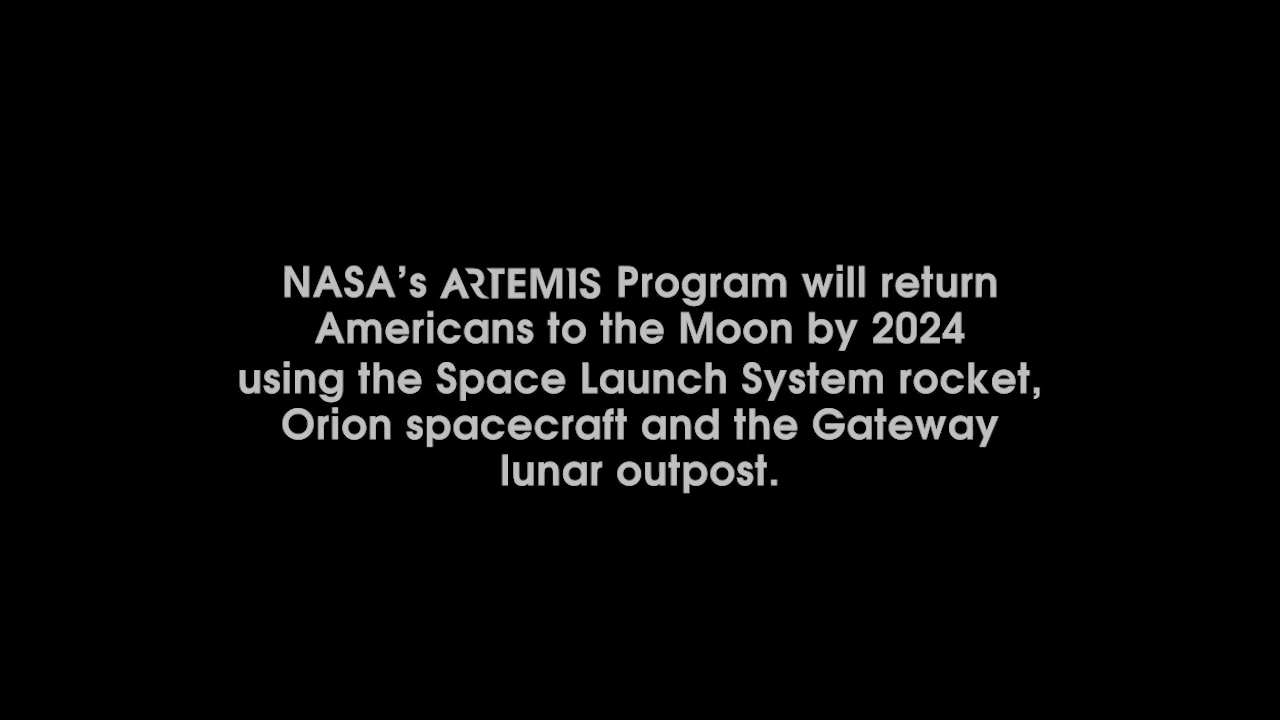 NASA’s ARTEMIS Program will return
Americans to the Moon by 2024
using the Space Launch System rocket,
Orion spacecraft and the Gateway
lunar outpost.